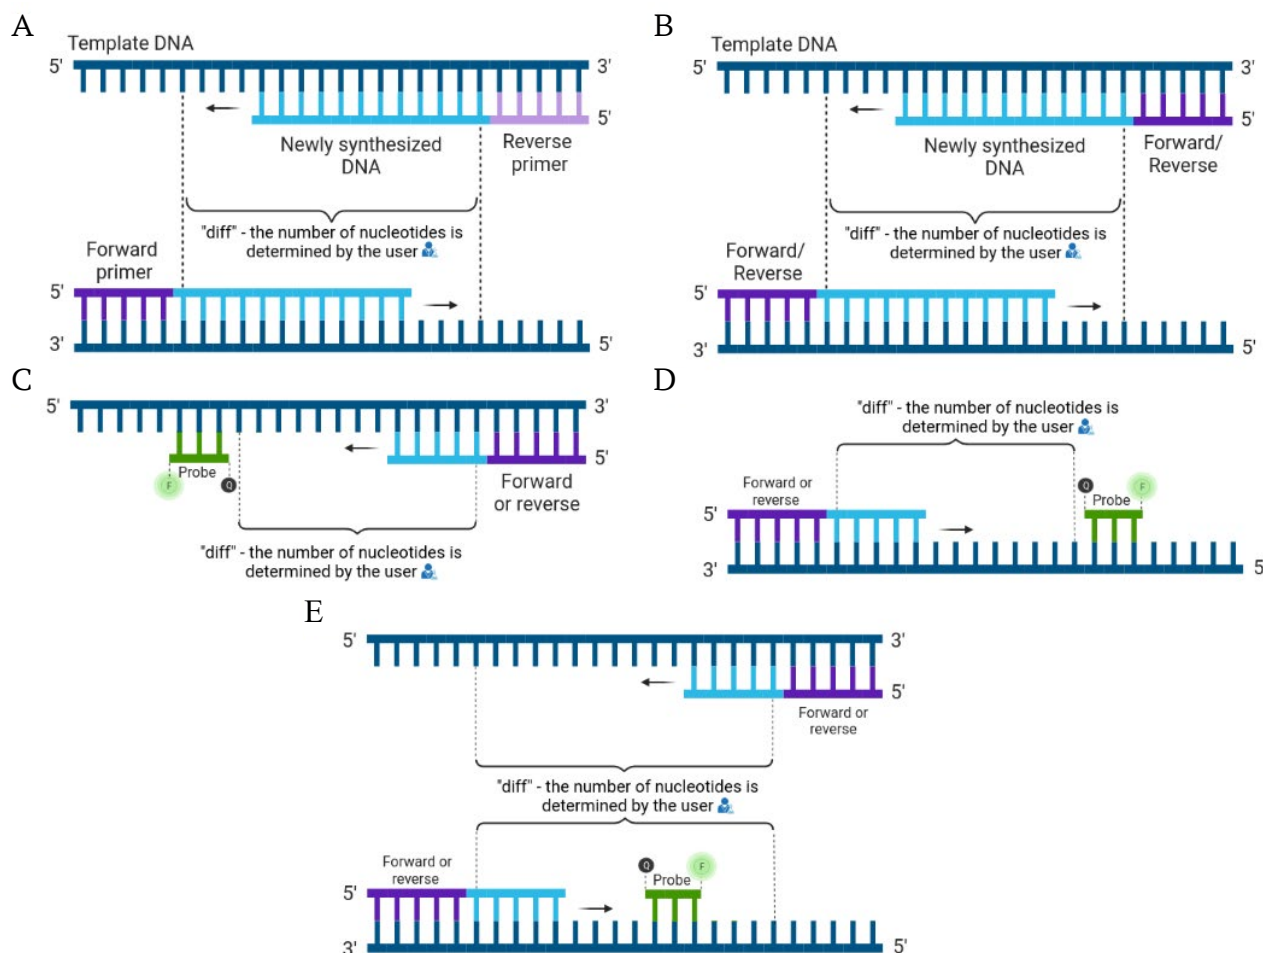 A
Template DNA
5' 3'
5'
Newly synthesized
DNA
Reverse
primer
"diff" - the number of nucleotides is
determined by the user
Forward
primer
5'
3' 5'
B
Template DNA
5' 3'
5'
Newly synthesized
DNA
Forward/
Reverse
"diff" - the number of nucleotides is
determined by the user
Forward/
Reverse
5'
3' 5'
C
5' 3'
5'
Probe
F Q
Forward
or reverse
"diff" - the number of nucleotides is
determined by the user
D
"diff" - the number of nucleotides is
determined by the user
Forward or
reverse
Q F
Probe
5'
3' 5
E
5' 3'
5'
Forward or
reverse
"diff" - the number of nucleotides is
determined by the user
Forward or
reverse
Q F
Probe
5'
3' 5'